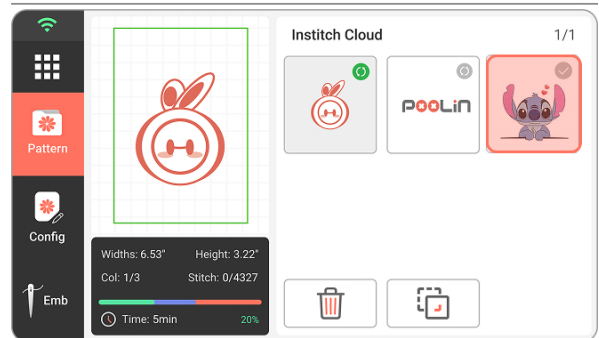 Institch Cloud
1/1
POOLIN
Pattern
Config
Emb
Widths: 6.53" Height: 3.22"
Col: 1/3 Stitch: 0/4327
Time: 5min 20%